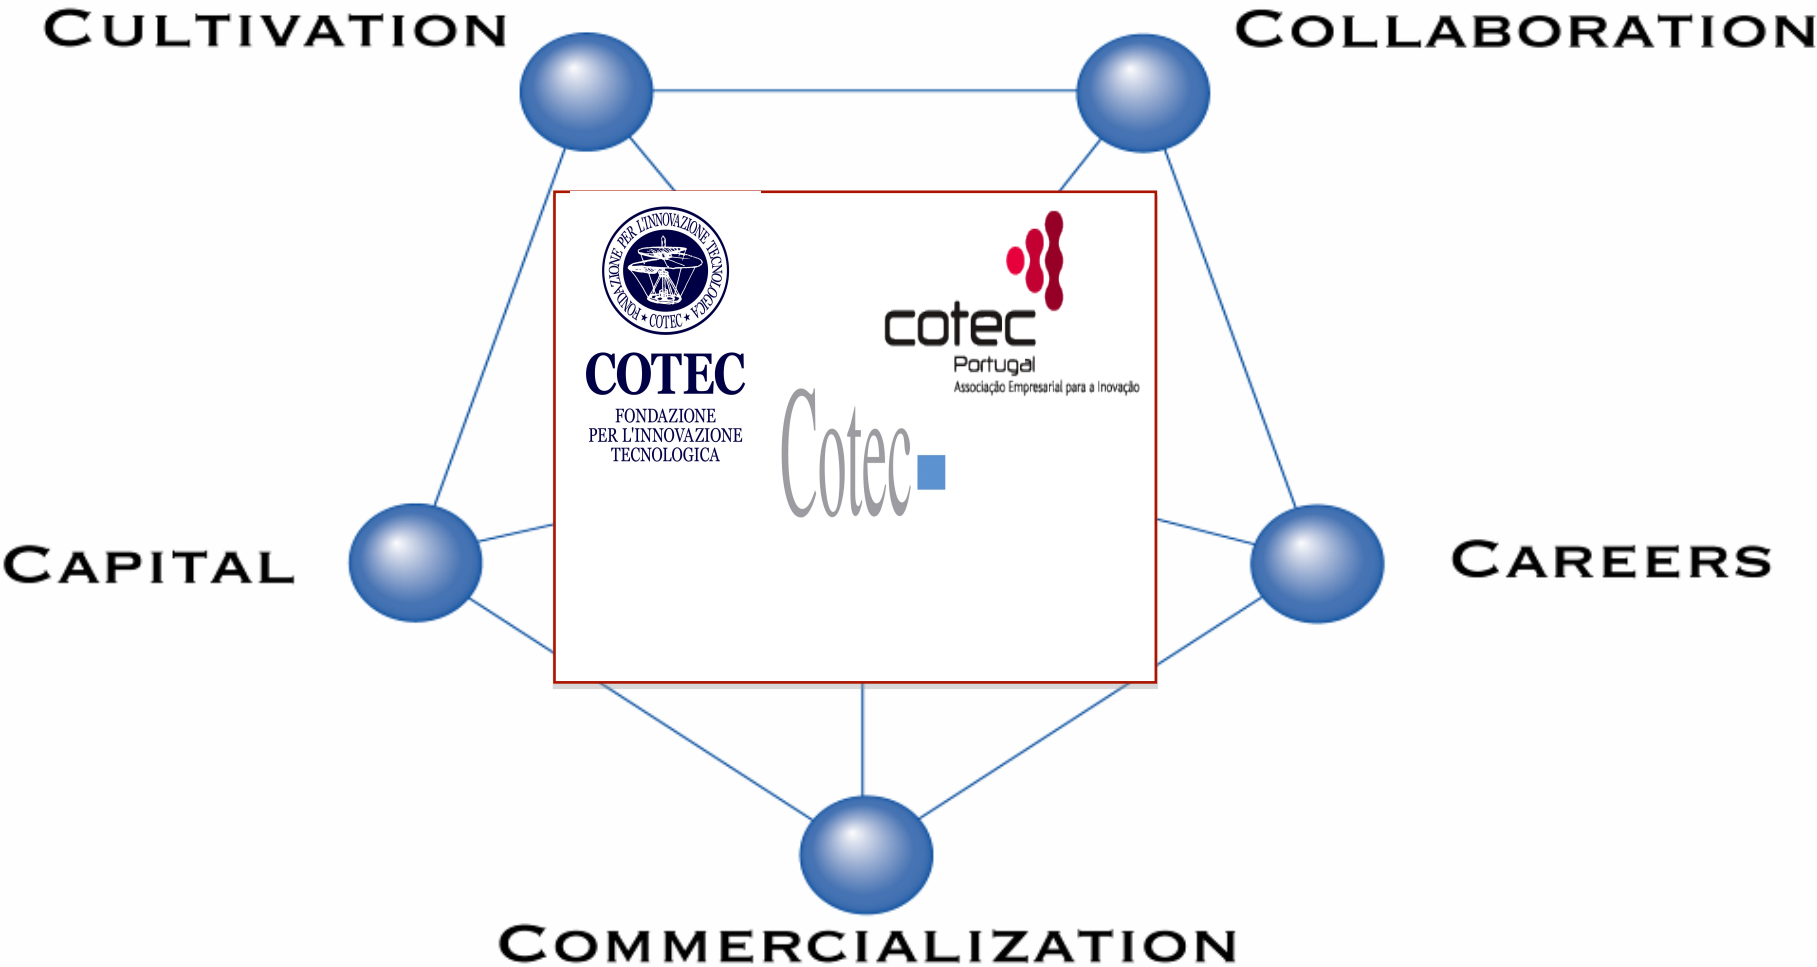 CULTIVATION
COLLABORATION
FONDAZIONE PER L'INNOVAZIONE TECNOLOGICA
★ COTEC ★
COTEC
FONDAZIONE
PER L'INNOVAZIONE
TECNOLOGICA
cotec
Portugal
Associação Empresarial para a Inovação
Cotec
CAPITAL
CAREERS
COMMERCIALIZATION